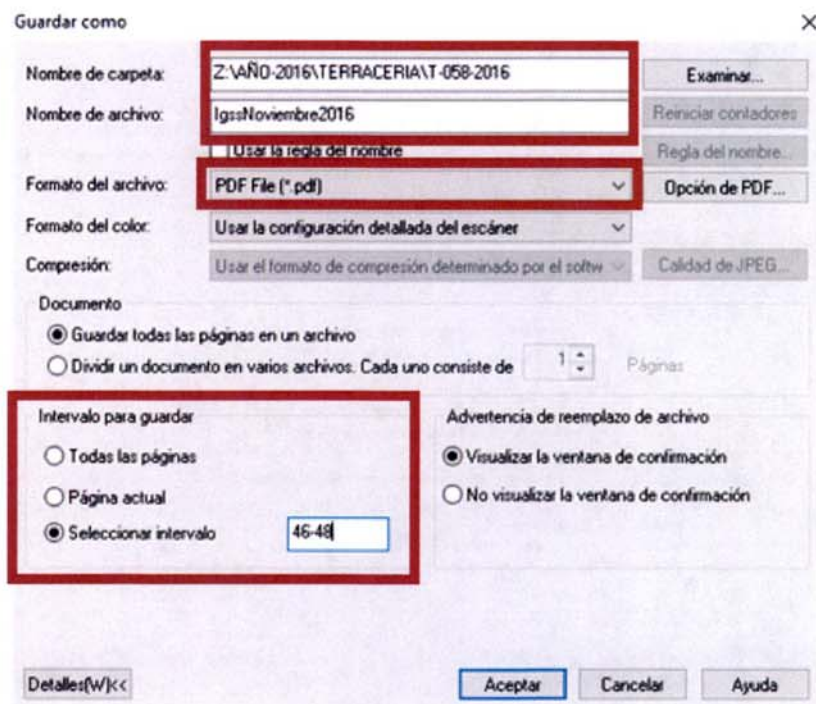 Guardar como
Nombre de carpeta: Z:\AÑO-2016\TERRACERIA\T-058-2016 Examinar...
Nombre de archivo: IgssNoviembre2016 Reiniciar contadores
Usar la regla del nombre Regla del nombre...
Formato del archivo: PDF File (*.pdf) Opción de PDF...
Formato del color: Usar la configuración detallada del escáner
Compresión: Usar el formato de compresión determinado por el softw Calidad de JPEG...
Documento
Guardar todas las páginas en un archivo
Dividir un documento en varios archivos. Cada uno consiste de 1 Páginas
Intervalo para guardar
Todas las páginas
Página actual
Seleccionar intervalo 46-48
Advertencia de reemplazo de archivo
Visualizar la ventana de confirmación
No visualizar la ventana de confirmación
Detalles(W)<< Aceptar Cancelar Ayuda